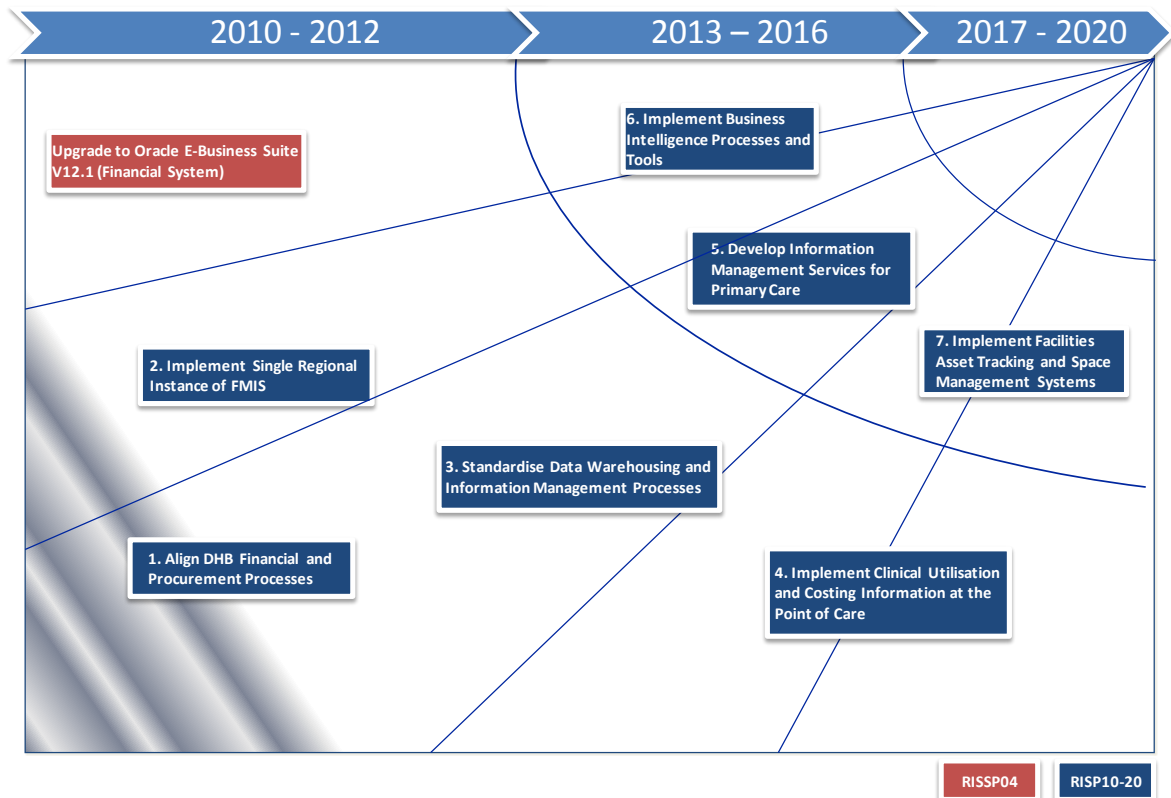 2010 - 2012
2013 – 2016
2017 - 2020
Upgrade to Oracle E-Business Suite
V12.1 (Financial System)
6. Implement Business
Intelligence Processes and
Tools
5. Develop Information
Management Services for
Primary Care
2. Implement Single Regional
Instance of FMIS
7. Implement Facilities
Asset Tracking and Space
Management Systems
3. Standardise Data Warehousing and
Information Management Processes
1. Align DHB Financial and
Procurement Processes
4. Implement Clinical Utilisation
and Costing Information at the
Point of Care
RISSP04
RISP10-20